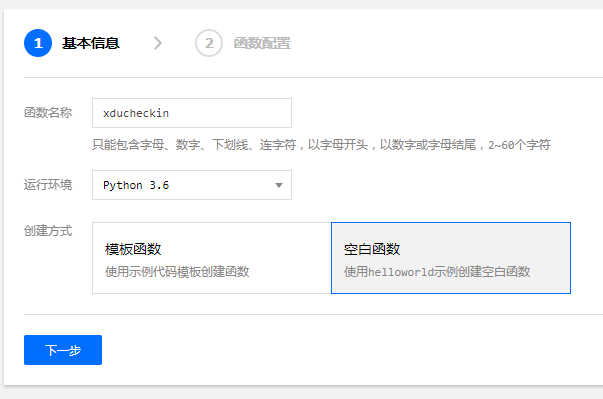 1 基本信息 2 函数配置
函数名称 xducheckin
只能包含字母、数字、下划线、连字符，以字母开头，以数字或字母结尾，2~60个字符
运行环境 Python 3.6
创建方式
模板函数 空白函数
使用示例代码模板创建函数 使用helloworld示例创建空白函数
下一步